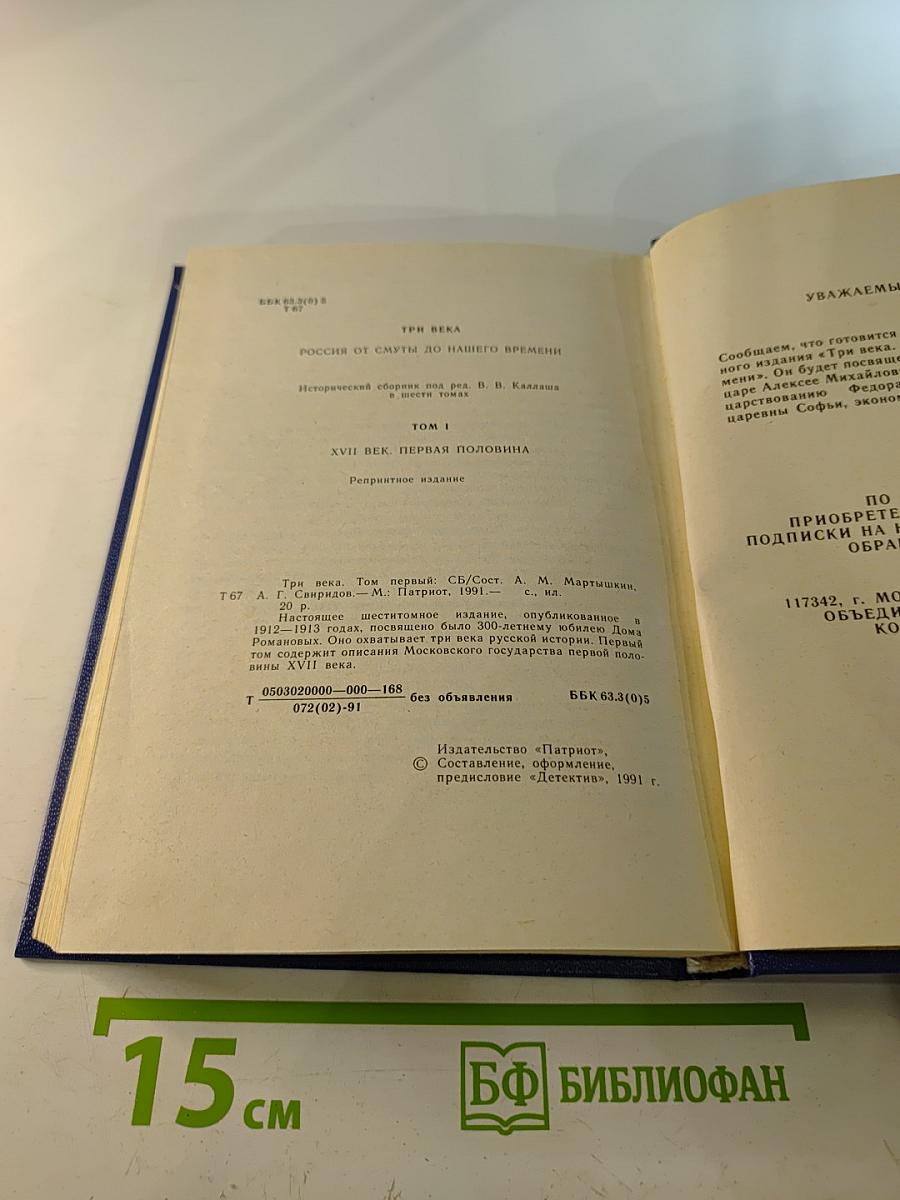 ББК 63.3(0) 5
Т 67
ТРИ ВЕКА
РОССИЯ ОТ СМУТЫ ДО НАШЕГО ВРЕМЕНИ
Исторический сборник под ред. В. В. Каллаша
в шести томах
ТОМ I
XVII ВЕК. ПЕРВАЯ ПОЛОВИНА
Репринтное издание
Три века. Том первый: СБ/Сост. А. М. Мартышкин,
Т 67 А. Г. Свиридов.— М.: Патриот, 1991.— с., ил.
20 р.
Настоящее шеститомное издание, опубликованное в
1912—1913 годах, посвящено было 300-летнему юбилею Дома
Романовых. Оно охватывает три века русской истории. Первый
том содержит описания Московского государства первой поло-
вины XVII века.
Т 0503020000—000—168 без объявления ББК 63.3(0)5
072(02)-91
Издательство «Патриот»,
© Составление, оформление,
предисловие «Детектив», 1991 г.
УВАЖАЕМЫ
Сообщаем, что готовится
ного издания «Три века.
мени». Он будет посвяще
царе Алексее Михайлов
царствованию Федора
царевны Софьи, эконом
ПО
ПРИОБРЕТЕ
ПОДПИСКИ НА
ОБРА
117342, г. МО
ОБЪЕДИ
КО
15 см
БФ БИБЛИОФАН